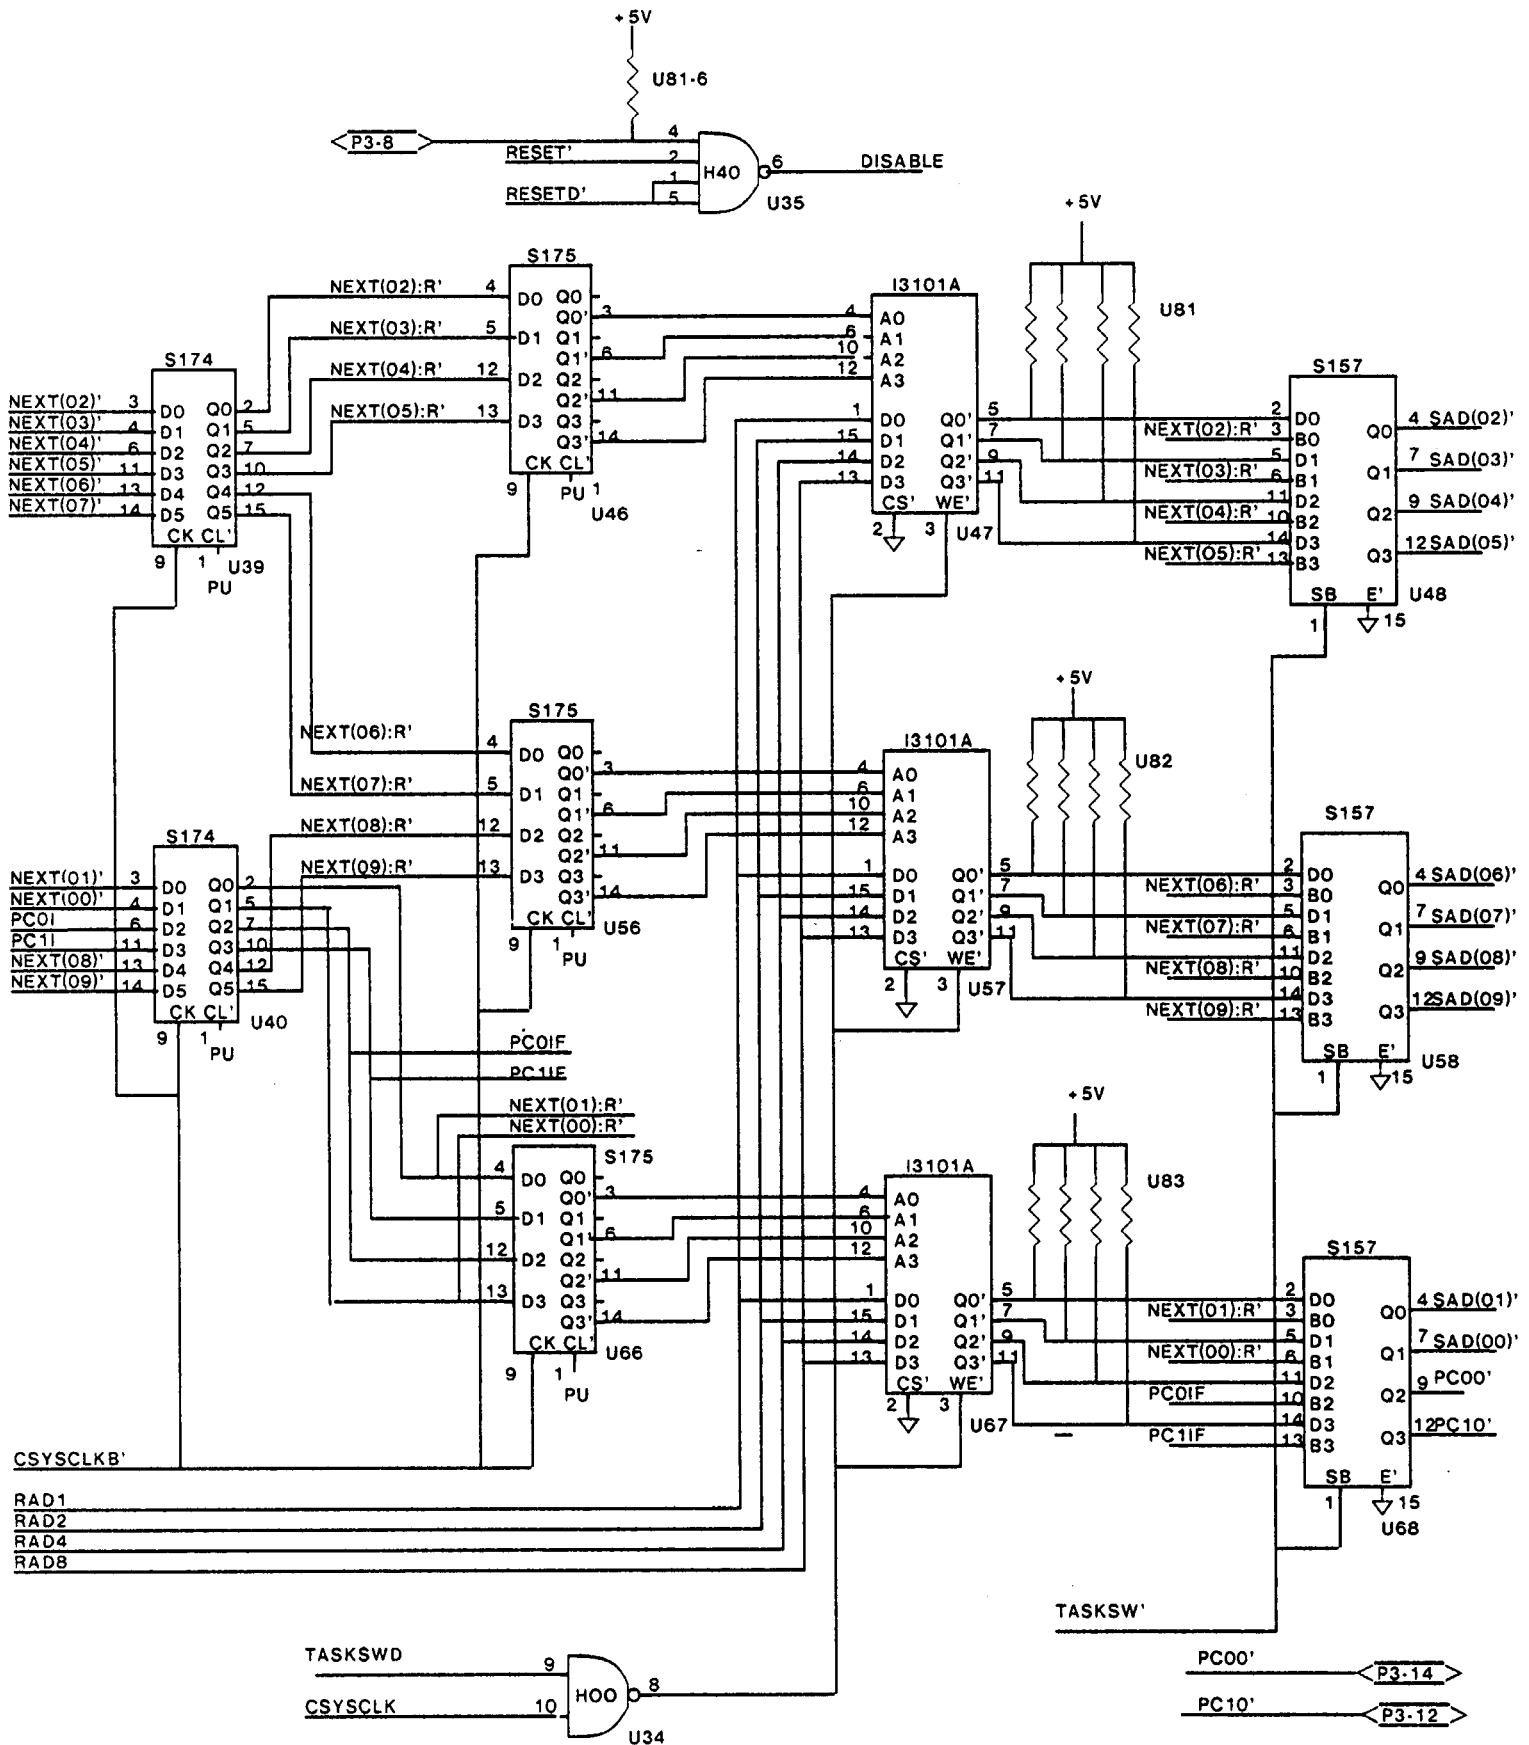 +5V
U81-6
P3-8
4
RESET'
2
1
RESETD'
5
H40
6
DISABLE
U35
+5V
U81
S174
NEXT(02)' 3 D0 Q0 2
NEXT(03)' 4 D1 Q1 5
NEXT(04)' 6 D2 Q2 7
NEXT(05)' 11 D3 Q3 10
NEXT(06)' 13 D4 Q4 12
NEXT(07)' 14 D5 Q5 15
CK CL'
9 1 U39
PU
S175
NEXT(02):R' 4 D0 Q0
Q0' 3
NEXT(03):R' 5 D1 Q1
Q1' 6
NEXT(04):R' 12 D2 Q2
Q2' 11
NEXT(05):R' 13 D3 Q3
Q3' 14
CK CL'
9 PU 1
U46
I3101A
4 A0
6 A1
10 A2
12 A3
1 D0 Q0' 5
15 D1 Q1' 7
14 D2 Q2' 9
13 D3 Q3' 11
CS' WE'
2 3 U47
S157
2 D0
NEXT(02):R' 3 B0 Q0 4 SAD(02)'
5 D1
NEXT(03):R' 6 B1 Q1 7 SAD(03)'
11 D2
NEXT(04):R' 10 B2 Q2 9 SAD(04)'
14 D3
NEXT(05):R' 13 B3 Q3 12 SAD(05)'
SB E'
1 15 U48
+5V
U82
S175
NEXT(06):R' 4 D0 Q0
Q0' 3
NEXT(07):R' 5 D1 Q1
Q1' 6
NEXT(08):R' 12 D2 Q2
Q2' 11
NEXT(09):R' 13 D3 Q3
Q3' 14
CK CL'
9 1 U56
PU
I3101A
4 A0
6 A1
10 A2
12 A3
1 D0 Q0' 5
15 D1 Q1' 7
14 D2 Q2' 9
13 D3 Q3' 11
CS' WE'
2 3 U57
S157
2 D0
NEXT(06):R' 3 B0 Q0 4 SAD(06)'
5 D1
NEXT(07):R' 6 B1 Q1 7 SAD(07)'
11 D2
NEXT(08):R' 10 B2 Q2 9 SAD(08)'
14 D3
NEXT(09):R' 13 B3 Q3 12 SAD(09)'
SB E'
1 15 U58
S174
NEXT(01)' 3 D0 Q0 2
NEXT(00)' 4 D1 Q1 5
PC0I 6 D2 Q2 7
PC1I 11 D3 Q3 10
NEXT(08)' 13 D4 Q4 12
NEXT(09)' 14 D5 Q5 15
CK CL'
9 1 U40
PU
PC0IF
PC1IF
NEXT(01):R'
NEXT(00):R'
+5V
U83
S175
4 D0 Q0
Q0' 3
5 D1 Q1
Q1' 6
12 D2 Q2
Q2' 11
13 D3 Q3
Q3' 14
CK CL'
9 1 U66
PU
I3101A
4 A0
6 A1
10 A2
12 A3
1 D0 Q0' 5
15 D1 Q1' 7
14 D2 Q2' 9
13 D3 Q3' 11
CS' WE'
2 3 U67
S157
2 D0
NEXT(01):R' 3 B0 Q0 4 SAD(01)'
5 D1
NEXT(00):R' 6 B1 Q1 7 SAD(00)'
11 D2
PC0IF 10 B2 Q2 9 PC00'
14 D3
PC1IF 13 B3 Q3 12 PC10'
SB E'
1 15
U68
CSYSCLKB'
RAD1
RAD2
RAD4
RAD8
TASKSW'
TASKSWD 9
CSYSCLK 10
H00
8
U34
PC00' P3-14
PC10' P3-12